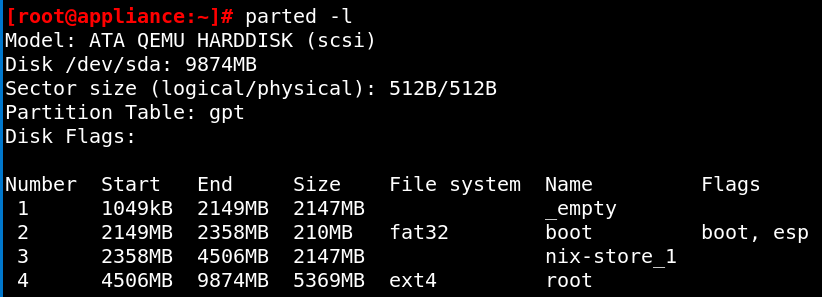 [root@appliance:~]# parted -l
Model: ATA QEMU HARDDISK (scsi)
Disk /dev/sda: 9874MB
Sector size (logical/physical): 512B/512B
Partition Table: gpt
Disk Flags:
Number  Start   End     Size    File system  Name         Flags
 1      1049kB  2149MB  2147MB               _empty
 2      2149MB  2358MB  210MB   fat32        boot         boot, esp
 3      2358MB  4506MB  2147MB               nix-store_1
 4      4506MB  9874MB  5369MB  ext4         root